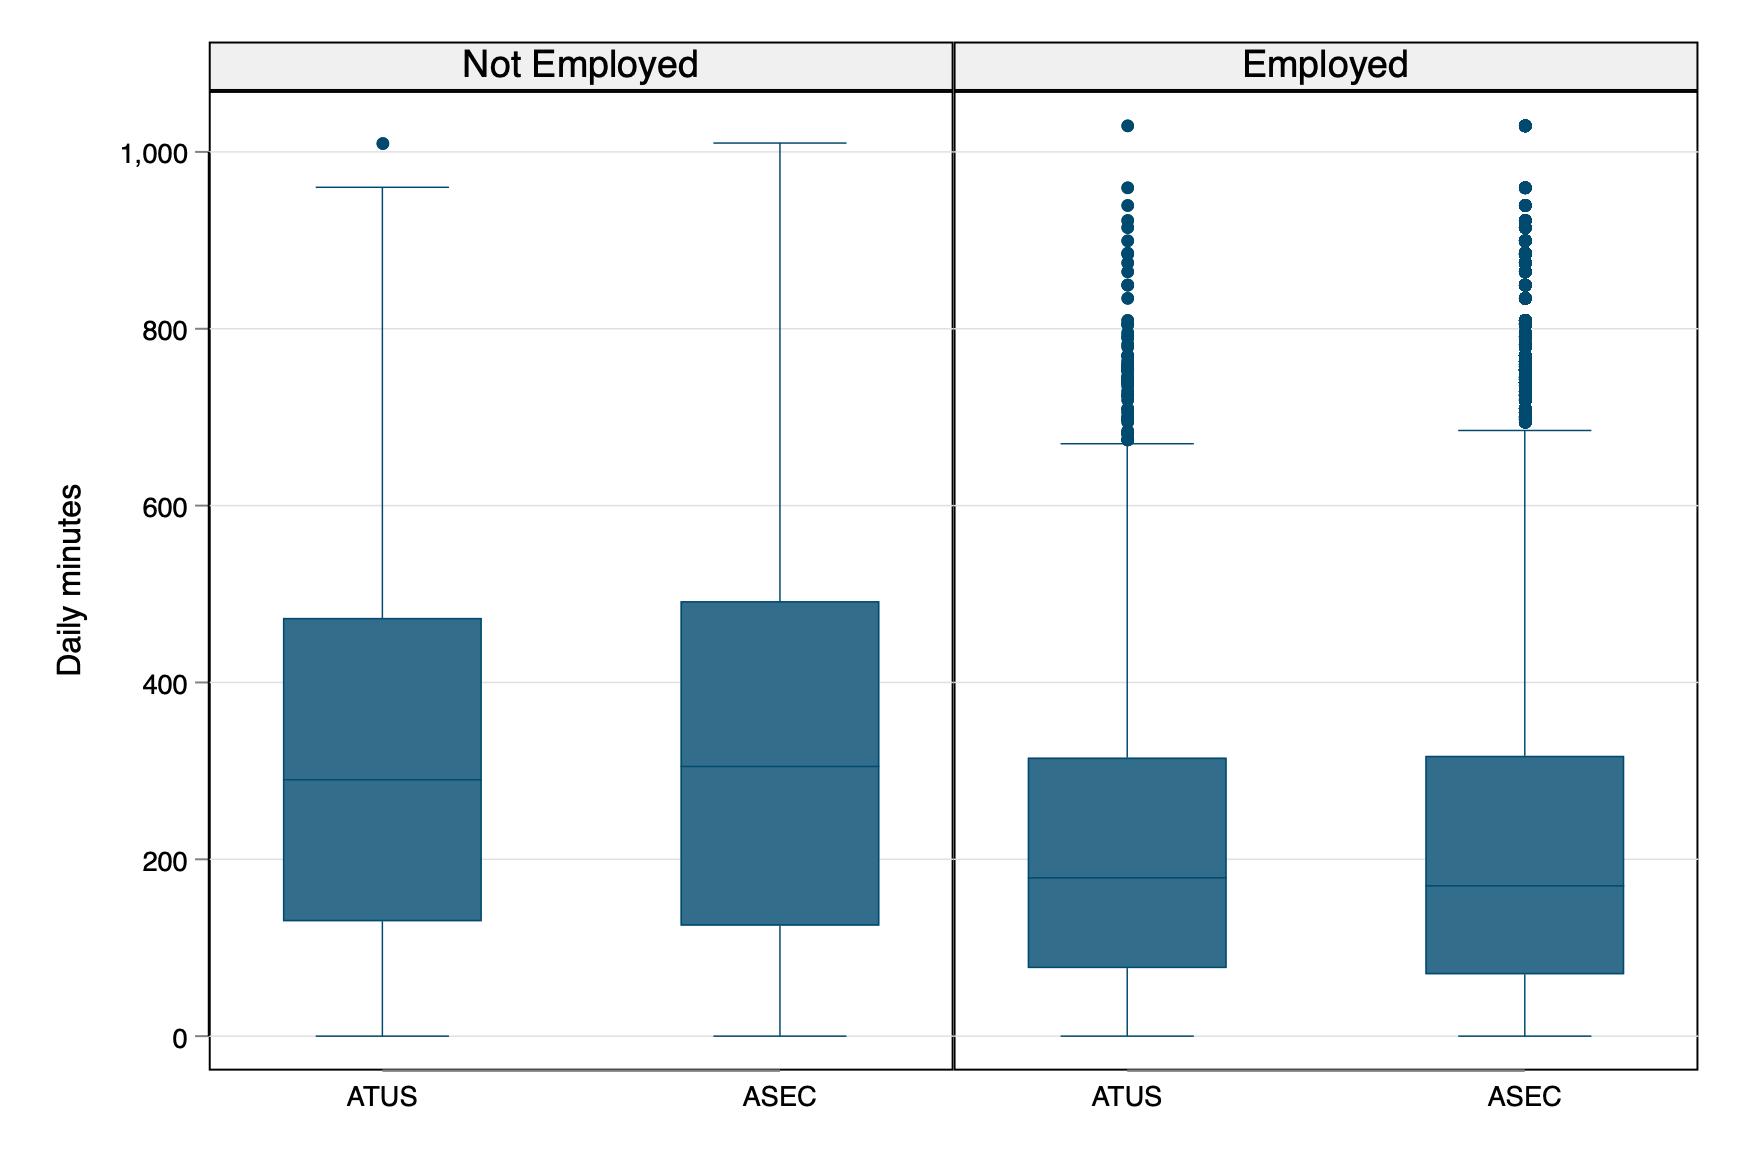 Not Employed
Employed
Daily minutes
1,000
800
600
400
200
0
ATUS
ASEC
ATUS
ASEC